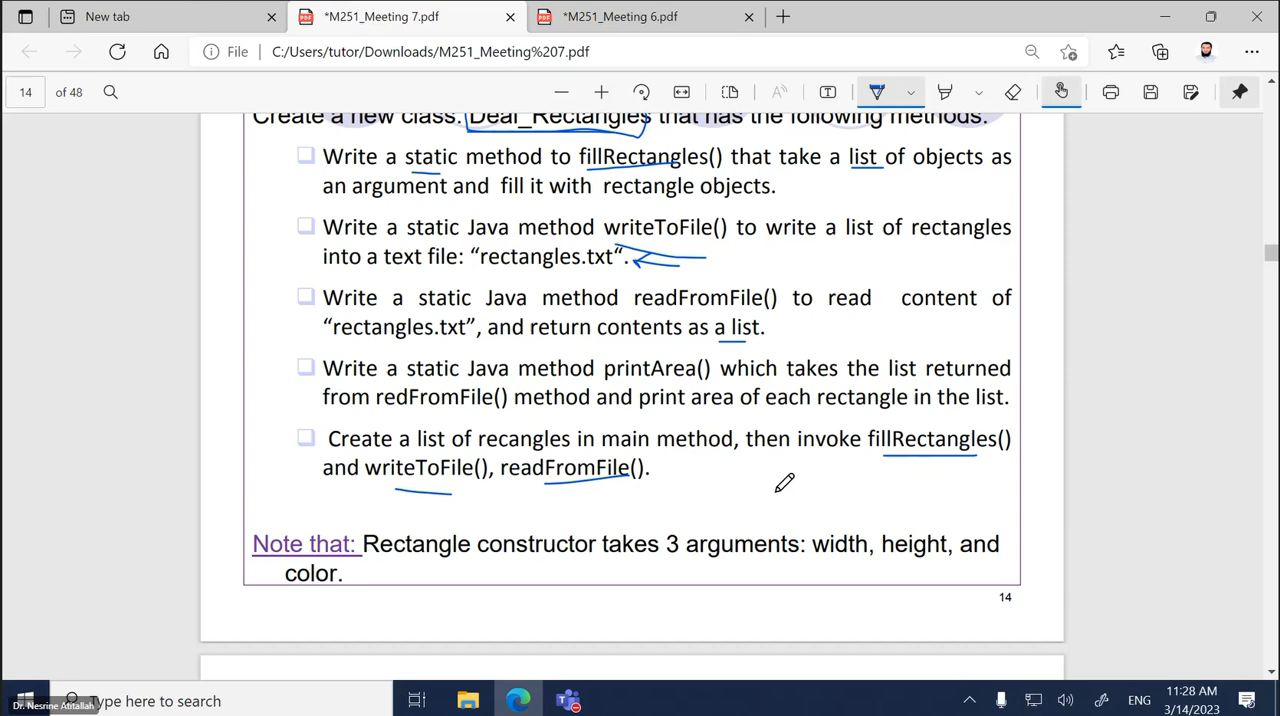 New tab
*M251_Meeting 7.pdf
*M251_Meeting 6.pdf
File
C:/Users/tutor/Downloads/M251_Meeting%207.pdf
14 of 48
Create a new class: Deal_Rectangles that has the following methods:
Write a static method to fillRectangles() that take a list of objects as
an argument and fill it with rectangle objects.
Write a static Java method writeToFile() to write a list of rectangles
into a text file: “rectangles.txt“.
Write a static Java method readFromFile() to read content of
“rectangles.txt”, and return contents as a list.
Write a static Java method printArea() which takes the list returned
from redFromFile() method and print area of each rectangle in the list.
Create a list of recangles in main method, then invoke fillRectangles()
and writeToFile(), readFromFile().
Note that: Rectangle constructor takes 3 arguments: width, height, and
color.
14
Type here to search
Dr. Nesrine Atitallah
ENG
11:28 AM
3/14/2023